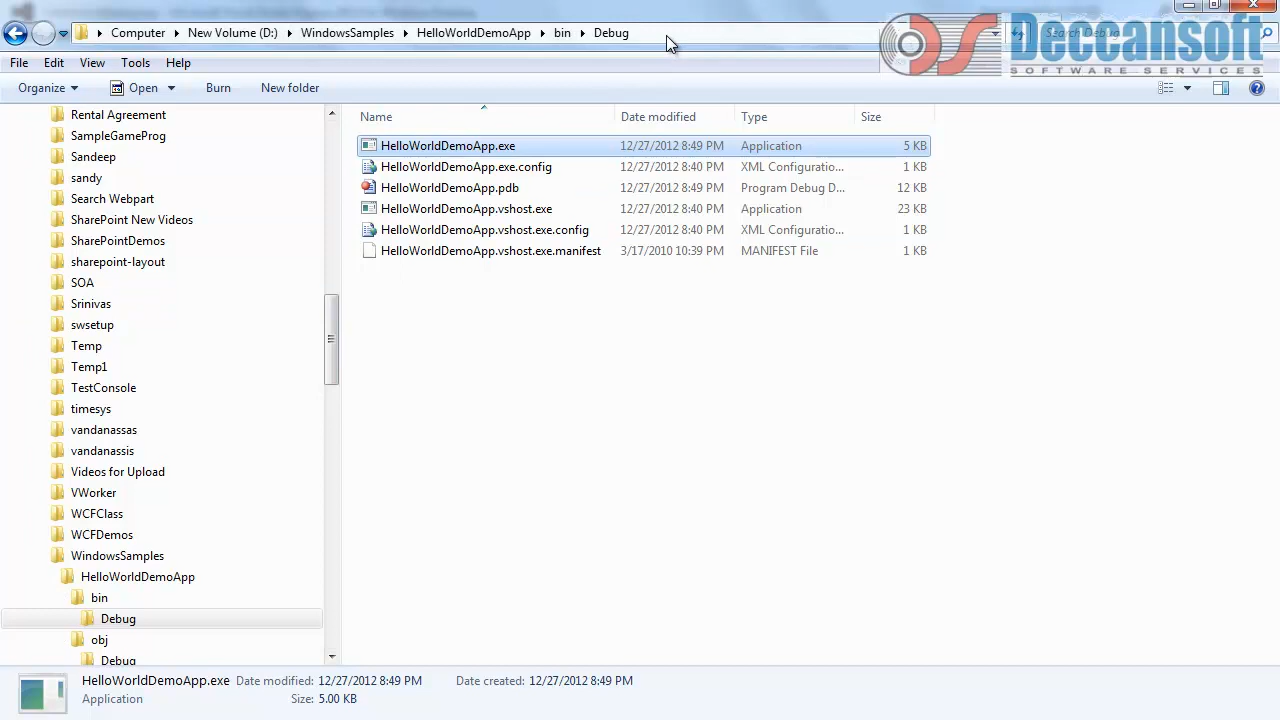 Computer New Volume (D:) WindowsSamples HelloWorldDemoApp bin Debug
Search Debug
Deccansoft
SOFTWARE SERVICES
File Edit View Tools Help
Organize Open Burn New folder
Rental Agreement
SampleGameProg
Sandeep
sandy
Search Webpart
SharePoint New Videos
SharePointDemos
sharepoint-layout
SOA
Srinivas
swsetup
Temp
Temp1
TestConsole
timesys
vandanassas
vandanassis
Videos for Upload
VWorker
WCFClass
WCFDemos
WindowsSamples
HelloWorldDemoApp
bin
Debug
obj
Debug
Name Date modified Type Size
HelloWorldDemoApp.exe 12/27/2012 8:49 PM Application 5 KB
HelloWorldDemoApp.exe.config 12/27/2012 8:40 PM XML Configuratio... 1 KB
HelloWorldDemoApp.pdb 12/27/2012 8:49 PM Program Debug D... 12 KB
HelloWorldDemoApp.vshost.exe 12/27/2012 8:40 PM Application 23 KB
HelloWorldDemoApp.vshost.exe.config 12/27/2012 8:40 PM XML Configuratio... 1 KB
HelloWorldDemoApp.vshost.exe.manifest 3/17/2010 10:39 PM MANIFEST File 1 KB
HelloWorldDemoApp.exe Date modified: 12/27/2012 8:49 PM Date created: 12/27/2012 8:49 PM
Application Size: 5.00 KB